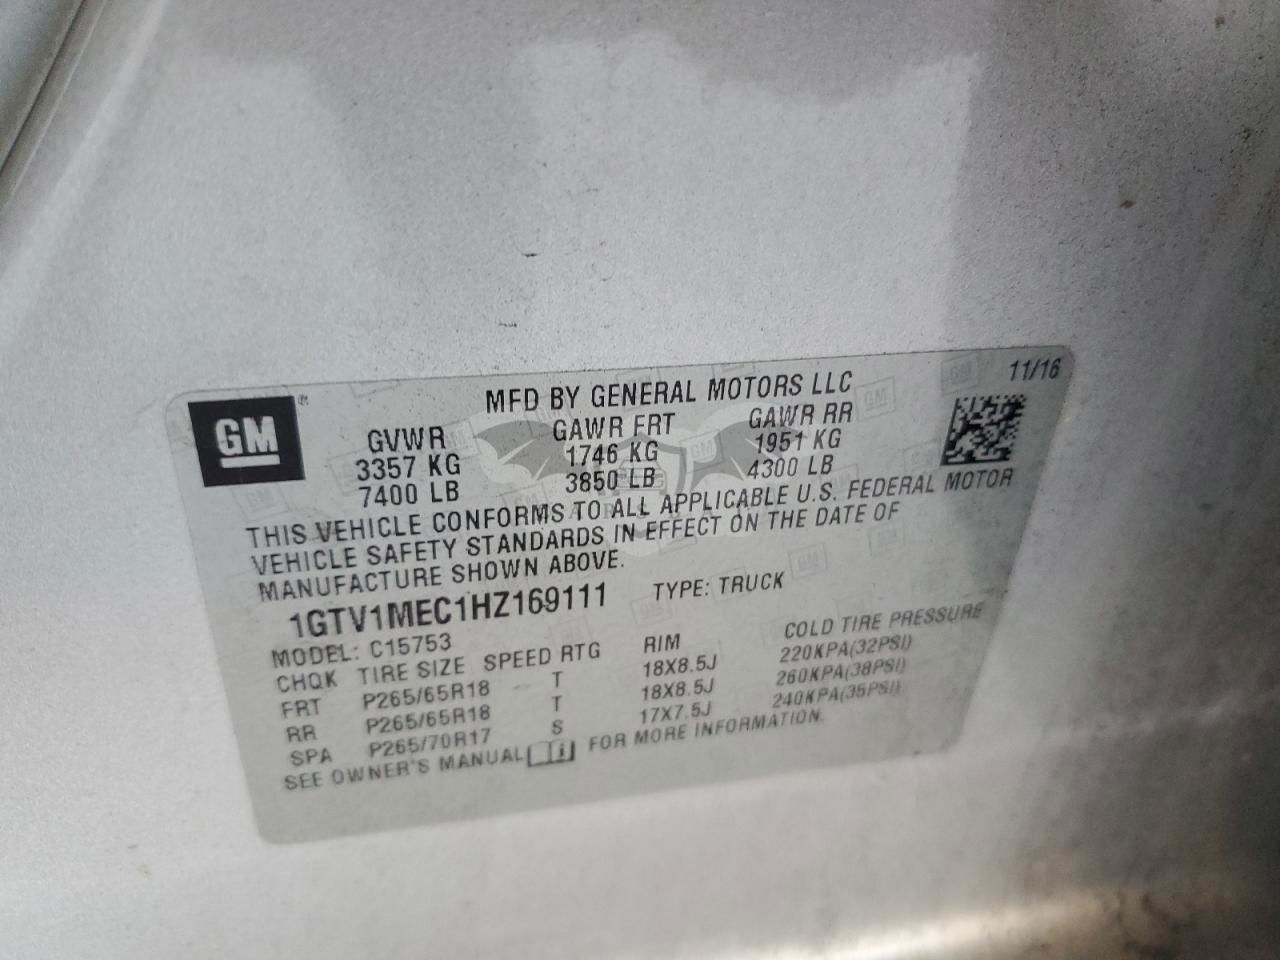 MFD BY GENERAL MOTORS LLC 11/16
GM ®
GVWR GAWR FRT GAWR RR
3357 KG 1746 KG 1951 KG
7400 LB 3850 LB 4300 LB
THIS VEHICLE CONFORMS TO ALL APPLICABLE U.S. FEDERAL MOTOR
VEHICLE SAFETY STANDARDS IN EFFECT ON THE DATE OF
MANUFACTURE SHOWN ABOVE.
1GTV1MEC1HZ169111 TYPE: TRUCK
MODEL: C15753
CHQK TIRE SIZE SPEED RTG RIM COLD TIRE PRESSURE
FRT P265/65R18 T 18X8.5J 220KPA(32PSI)
RR P265/65R18 T 18X8.5J 260KPA(38PSI)
SPA P265/70R17 S 17X7.5J 240KPA(35PSI)
SEE OWNER'S MANUAL FOR MORE INFORMATION.